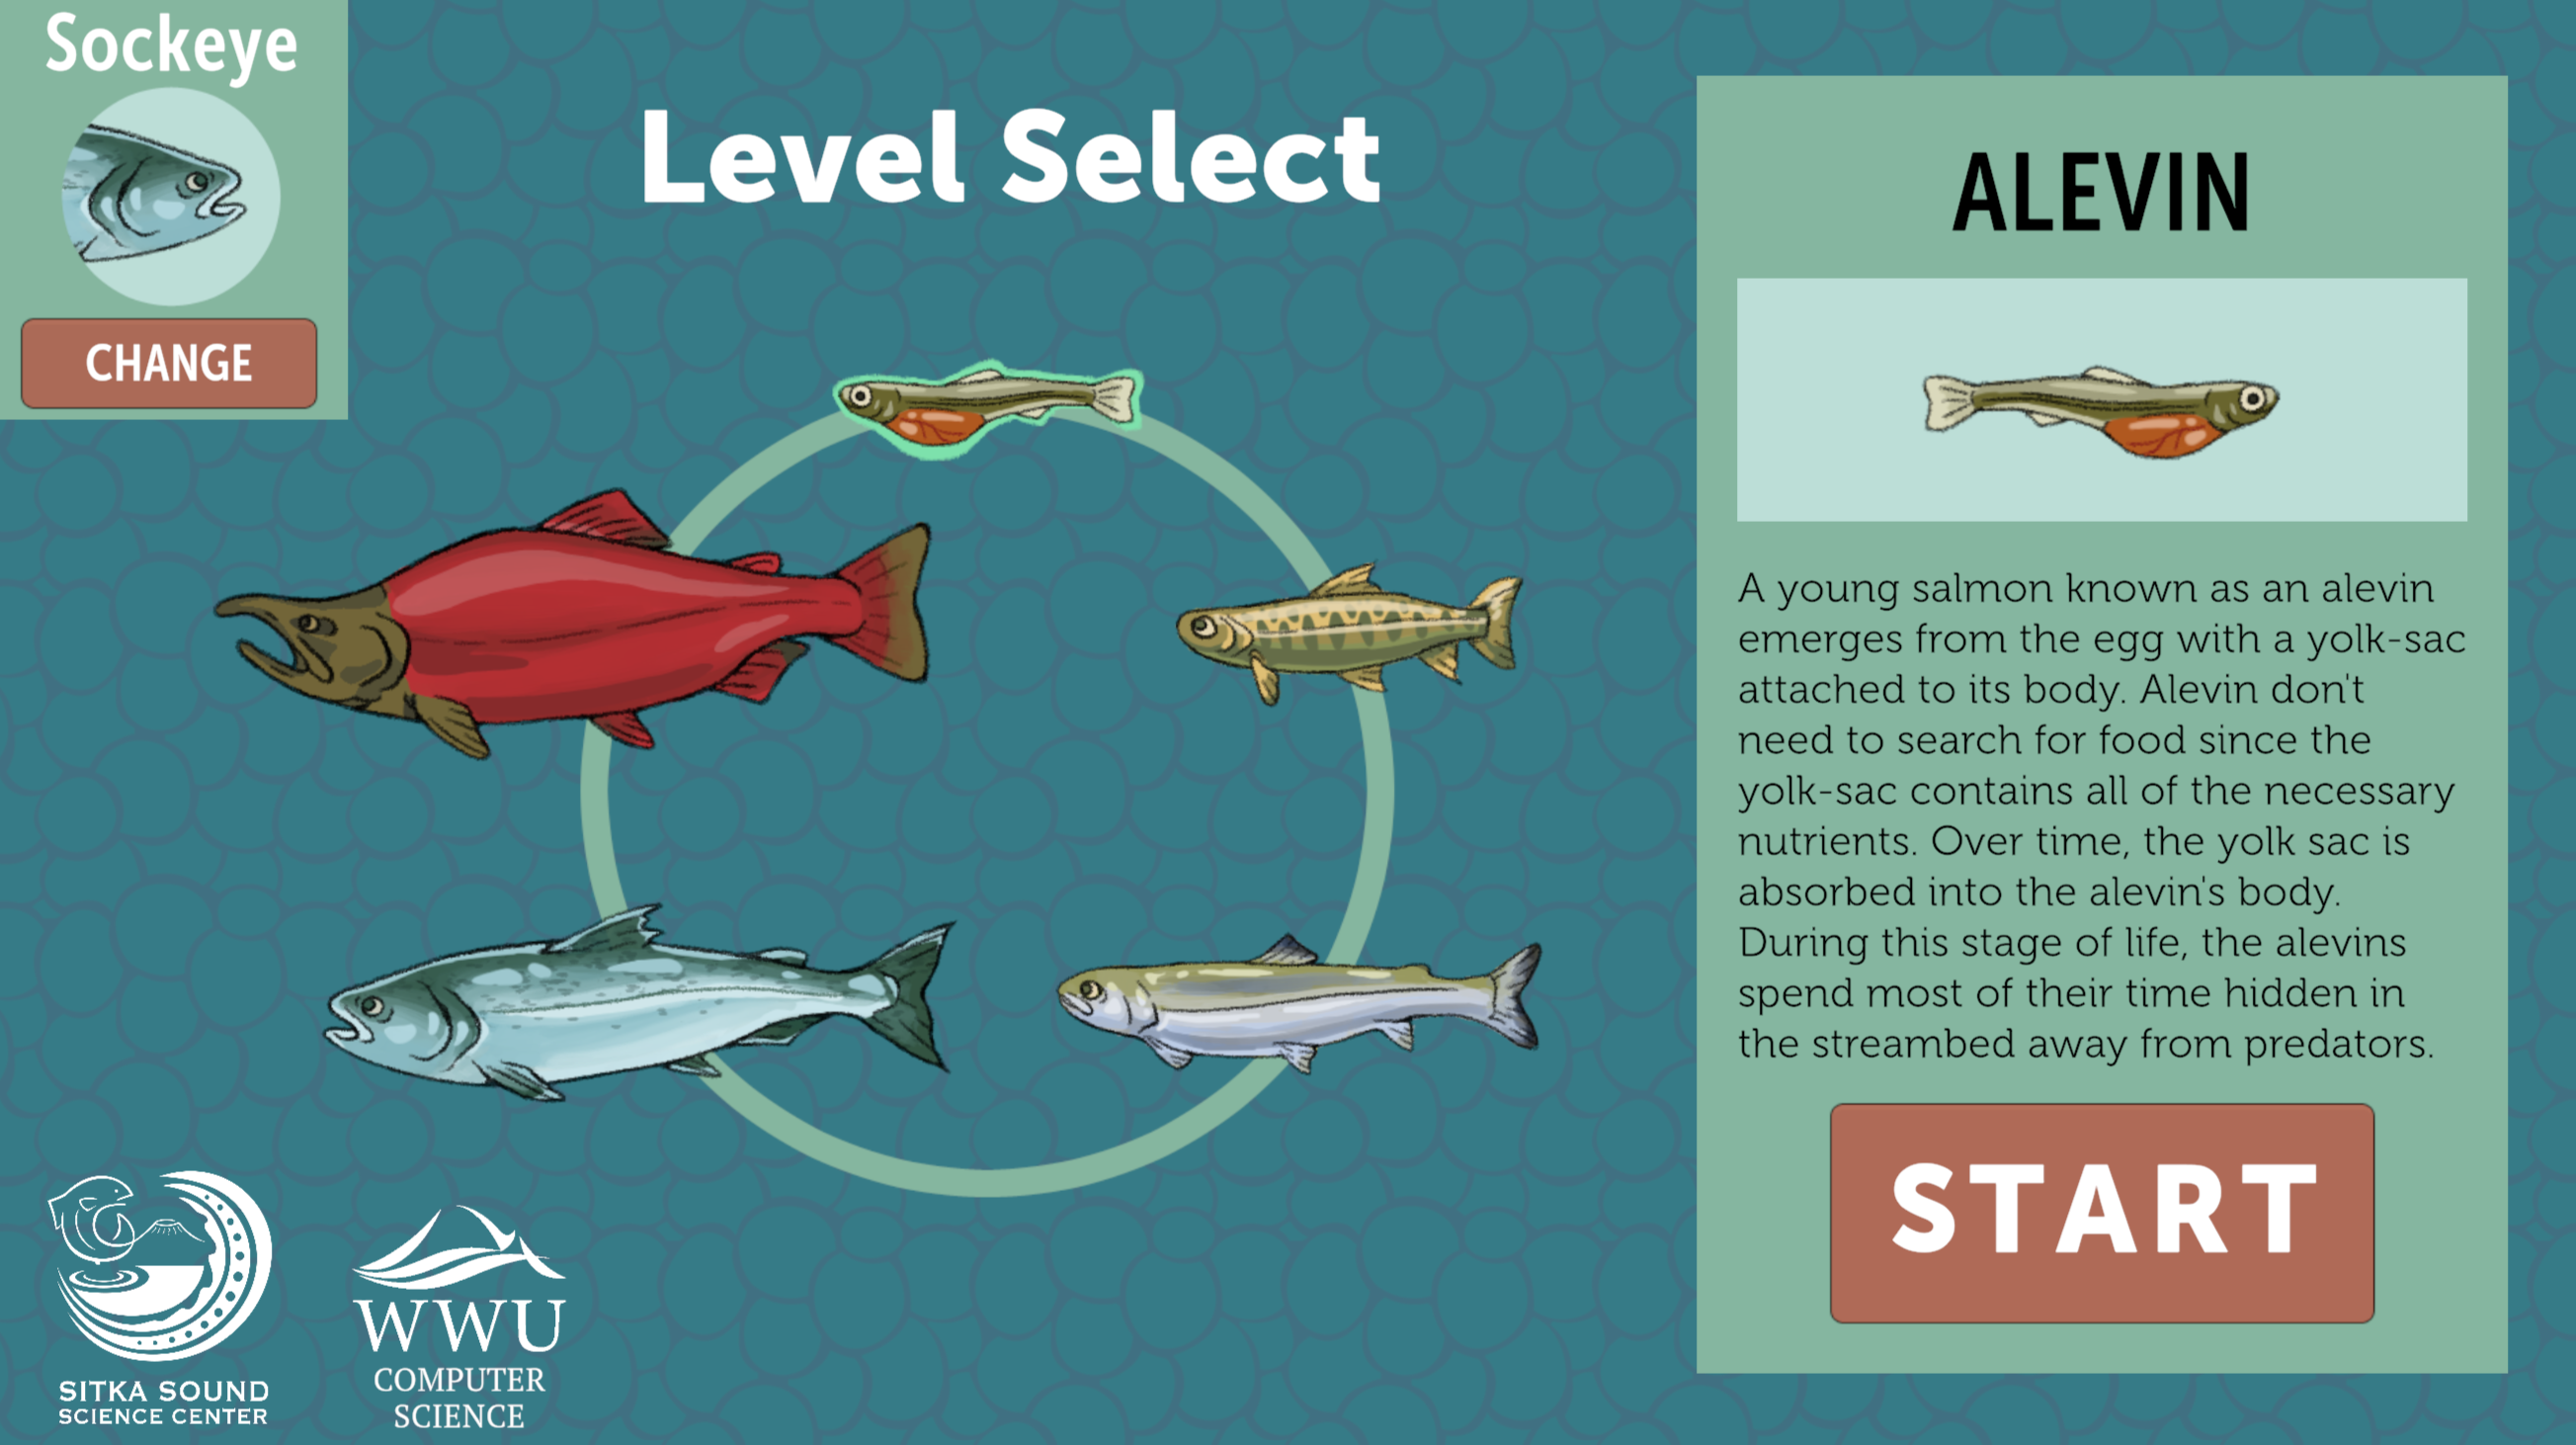 Sockeye
CHANGE
Level Select
ALEVIN
A young salmon known as an alevin
emerges from the egg with a yolk-sac
attached to its body. Alevin don't
need to search for food since the
yolk-sac contains all of the necessary
nutrients. Over time, the yolk sac is
absorbed into the alevin's body.
During this stage of life, the alevins
spend most of their time hidden in
the streambed away from predators.
START
SITKA SOUND
SCIENCE CENTER
WWU
COMPUTER
SCIENCE